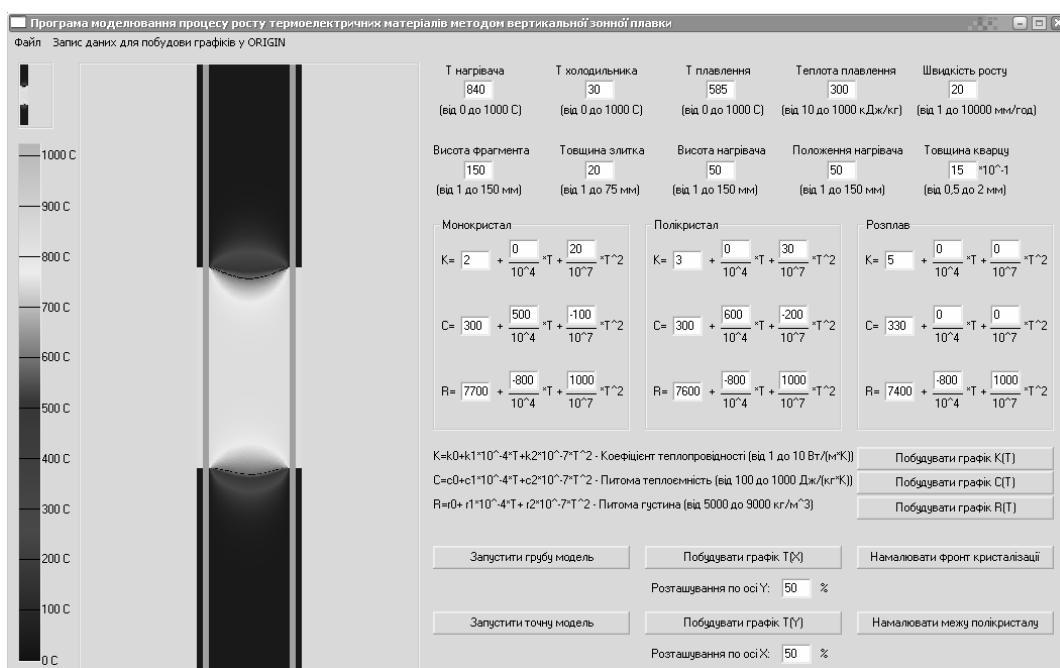 Програма моделювання процесу росту термоелектричних матеріалів методом вертикальної зонної плавки
Файл Запис даних для побудови графіків у ORIGIN
1000 C
900 C
800 C
700 C
600 C
500 C
400 C
300 C
200 C
100 C
0 C
Т нагрівача Т холодильника Т плавлення Теплота плавлення Швидкість росту
840 30 585 300 20
(від 0 до 1000 С) (від 0 до 1000 С) (від 0 до 1000 С) (від 10 до 1000 кДж/кг) (від 1 до 10000 мм/год)
Висота фрагмента Товщина злитка Висота нагрівача Положення нагрівача Товщина кварцу
150 20 50 50 15 *10^-1
(від 1 до 150 мм) (від 1 до 75 мм) (від 1 до 150 мм) (від 1 до 150 мм) (від 0,5 до 2 мм)
Монокристал
0 20
K= 2 + *T + *T^2
10^4 10^7
500 -100
C= 300 + *T + *T^2
10^4 10^7
-800 1000
R= 7700 + *T + *T^2
10^4 10^7
Полікристал
0 30
K= 3 + *T + *T^2
10^4 10^7
600 -200
C= 300 + *T + *T^2
10^4 10^7
-800 1000
R= 7600 + *T + *T^2
10^4 10^7
Розплав
0 0
K= 5 + *T + *T^2
10^4 10^7
0 0
C= 330 + *T + *T^2
10^4 10^7
-800 1000
R= 7400 + *T + *T^2
10^4 10^7
K=k0+k1*10^-4*T+k2*10^-7*T^2 - Коефіцієнт теплопровідності (від 1 до 10 Вт/(м*К)) Побудувати графік K(T)
C=c0+c1*10^-4*T+c2*10^-7*T^2 - Питома теплоємність (від 100 до 1000 Дж/(кг*К)) Побудувати графік C(T)
R=r0+ r1*10^-4*T+ r2*10^-7*T^2 - Питома густина (від 5000 до 9000 кг/м^3) Побудувати графік R(T)
Запустити грубу модель Побудувати графік T(X) Намалювати фронт кристалізації
Розташування по осі Y: 50 %
Запустити точну модель Побудувати графік T(Y) Намалювати межу полікристалу
Розташування по осі X: 50 %